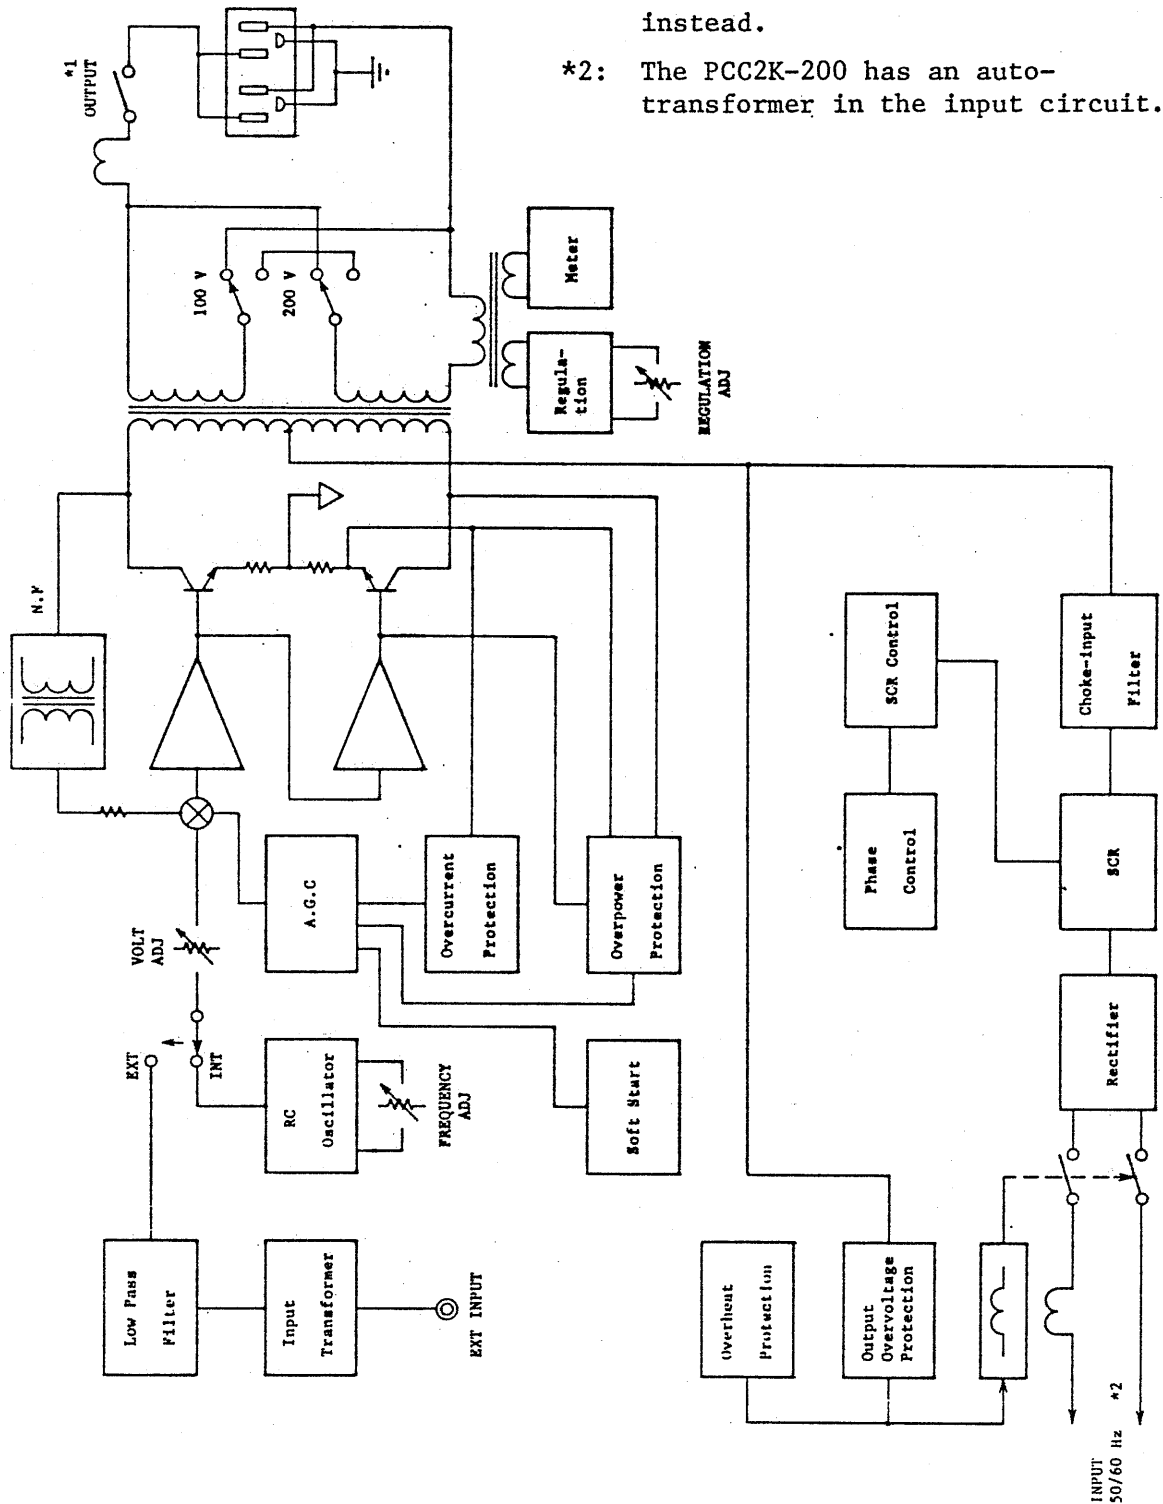 instead.
*2: The PCC2K-200 has an auto-
transformer in the input circuit.
*1
OUTPUT
100 V
200 V
Meter
Regula-
tion
REGULATION
ADJ
N.F
VOLT
ADJ
EXT
INT
A.G.C
Overcurrent
Protection
Overpower
Protection
RC
Oscillator
FREQUENCY
ADJ
Soft Start
Low Pass
Filter
Input
Transformer
EXT INPUT
SCR Control
Phase
Control
Choke-input
Filter
SCR
Rectifier
Overheat
Protection
Output
Overvoltage
Protection
INPUT
50/60 Hz *2